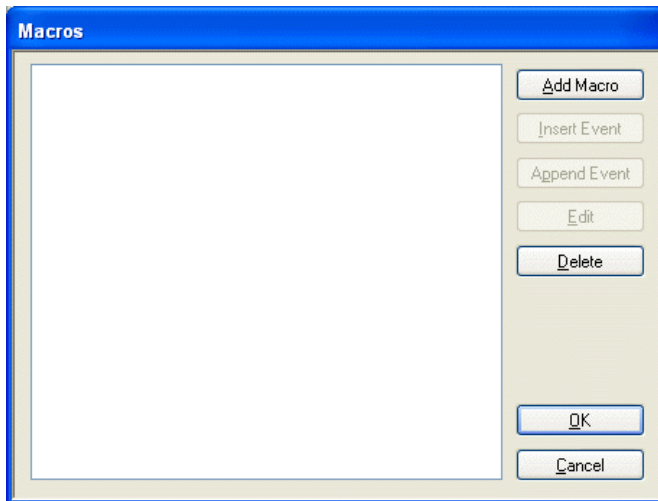 Macros
Add Macro
Insert Event
Append Event
Edit
Delete
OK
Cancel